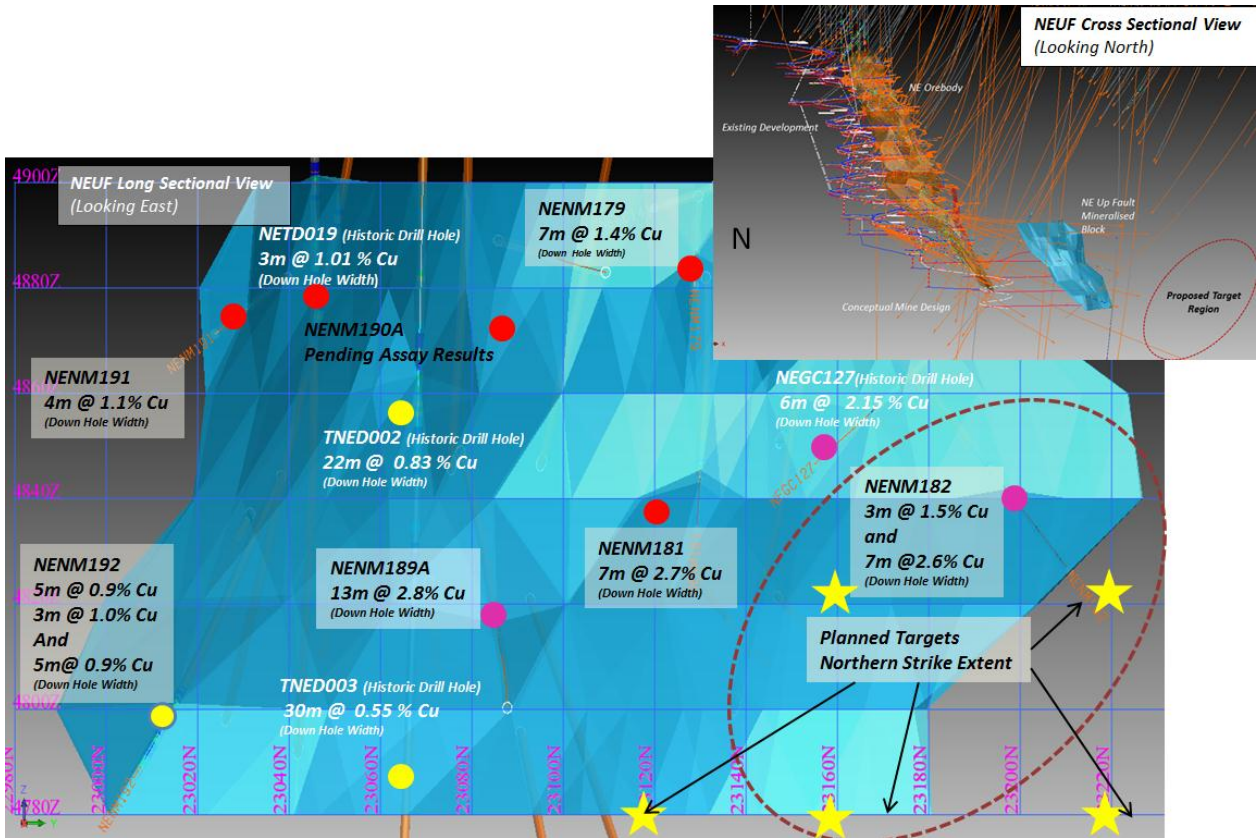 NEUF Cross Sectional View
(Looking North)
NE Orebody
Existing Development
N
NE Up Fault
Mineralised
Block
Conceptual Mine Design
Proposed Target
Region
4900Z
NEUF Long Sectional View
(Looking East)
NETD019 (Historic Drill Hole)
3m @ 1.01 % Cu
(Down Hole Width)
NENM179
7m @ 1.4% Cu
(Down Hole Width)
4880Z
NENM190A
Pending Assay Results
NENM191
NENM191
4m @ 1.1% Cu
(Down Hole Width)
4860Z
NEGC127(Historic Drill Hole)
6m @ 2.15 % Cu
(Down Hole Width)
TNED002 (Historic Drill Hole)
22m @ 0.83 % Cu
(Down Hole Width)
NEGC127
4840Z
NENM182
3m @ 1.5% Cu
and
7m @2.6% Cu
(Down Hole Width)
NENM181
7m @ 2.7% Cu
(Down Hole Width)
NENM192
5m @ 0.9% Cu
3m @ 1.0% Cu
And
5m@ 0.9% Cu
(Down Hole Width)
NENM189A
13m @ 2.8% Cu
(Down Hole Width)
Planned Targets
Northern Strike Extent
TNED003 (Historic Drill Hole)
30m @ 0.55 % Cu
(Down Hole Width)
4800Z
NENM192
4780Z
23000N
23020N
23040N
23060N
23080N
23100N
23120N
23140N
23160N
23180N
23200N
23220N
Z
Y